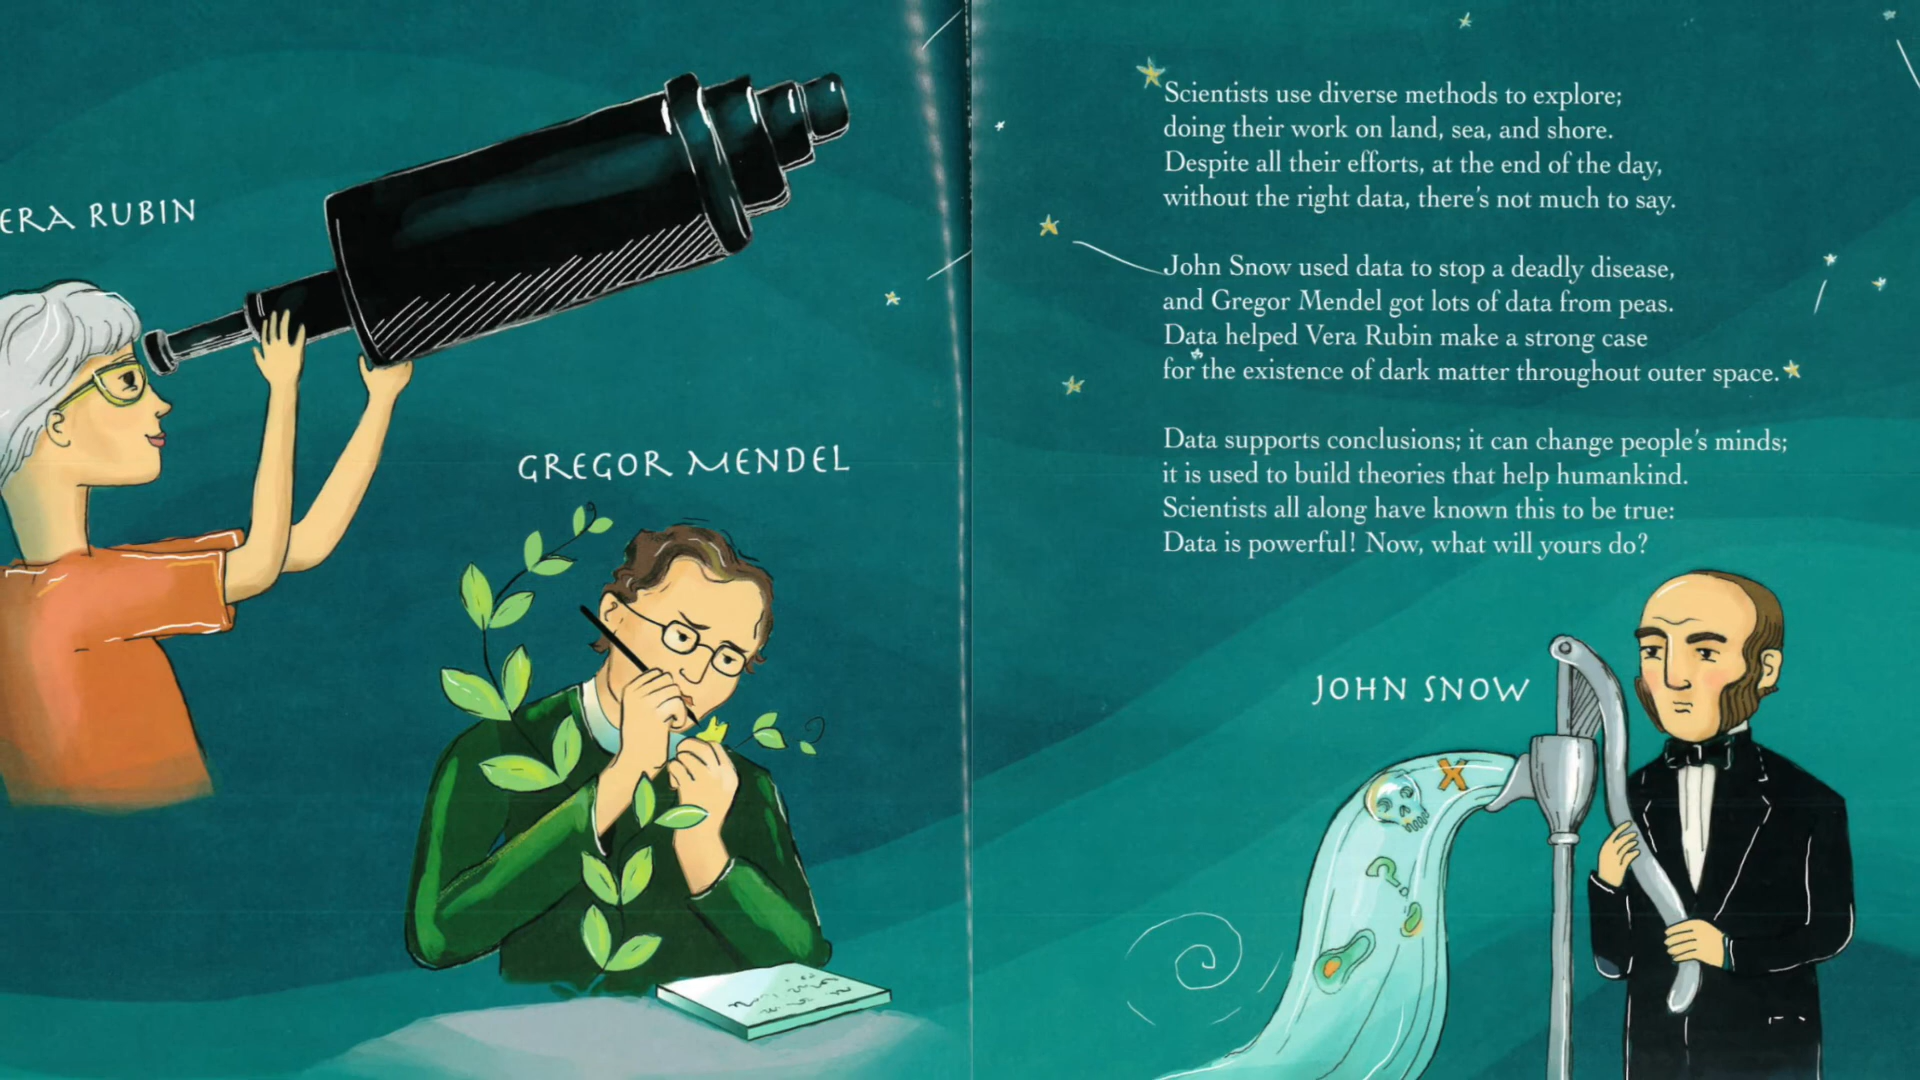 ERA RUBIN
GREGOR MENDEL
Scientists use diverse methods to explore;
doing their work on land, sea, and shore.
Despite all their efforts, at the end of the day,
without the right data, there's not much to say.
John Snow used data to stop a deadly disease,
and Gregor Mendel got lots of data from peas.
Data helped Vera Rubin make a strong case
for the existence of dark matter throughout outer space.
Data supports conclusions; it can change people's minds;
it is used to build theories that help humankind.
Scientists all along have known this to be true:
Data is powerful! Now, what will yours do?
JOHN SNOW